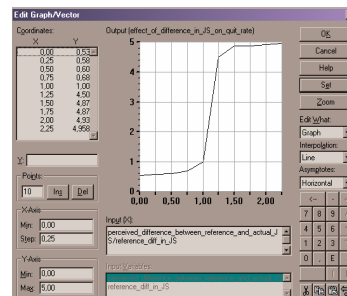 Edit Graph/Vector
Coordinates:
X Y
0,00 0,53
0,25 0,58
0,50 0,60
0,75 0,68
1,00 1,00
1,25 4,50
1,50 4,87
1,75 4,87
2,00 4,93
2,25 4,958
Y:
Points:
10 Ins Del
X-Axis
Min: 0,00
Step: 0,25
Y-Axis
Min: 0,00
Max: 5,00
Output (effect_of_difference_in_JS_on_quit_rate)
5
4
3
2
1
0
0,00 0,50 1,00 1,50 2,00
Input (X):
perceived_difference_between_reference_and_actual_J
S/reference_diff_in_JS
Input Variables:
reference_diff_in_JS
OK
Cancel
Help
Set
Zoom
Edit What:
Graph
Interpolation:
Line
Asymptotes:
Horizontal
<- -
7 8 9
4 5 6
1 2 3
0 . E